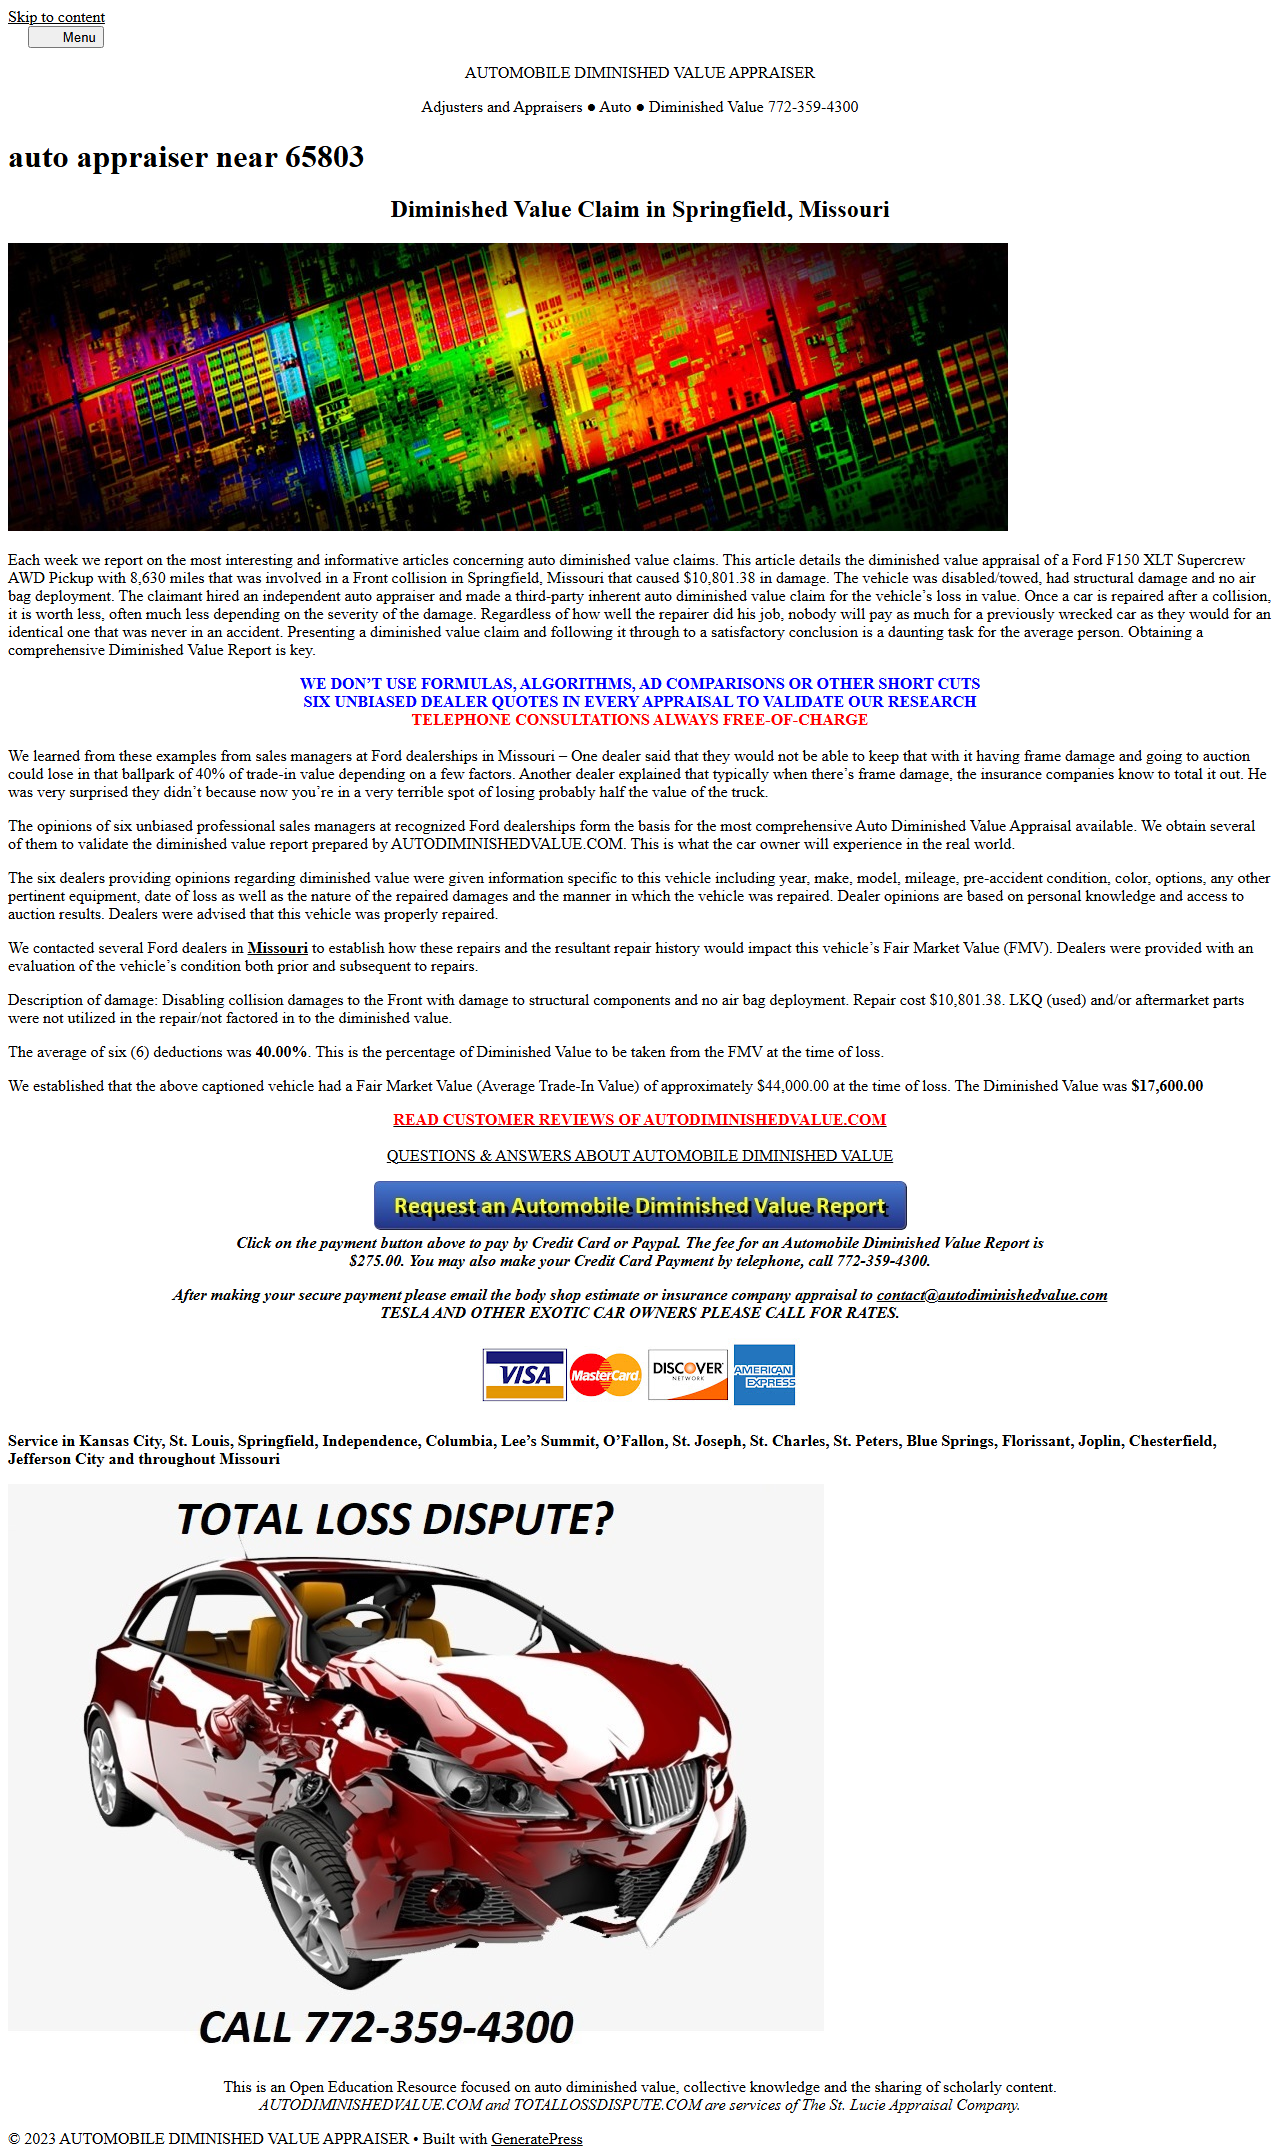 Skip to content
Menu
AUTOMOBILE DIMINISHED VALUE APPRAISER
Adjusters and Appraisers ● Auto ● Diminished Value 772-359-4300
auto appraiser near 65803
Diminished Value Claim in Springfield, Missouri
Each week we report on the most interesting and informative articles concerning auto diminished value claims. This article details the diminished value appraisal of a Ford F150 XLT Supercrew
AWD Pickup with 8,630 miles that was involved in a Front collision in Springfield, Missouri that caused $10,801.38 in damage. The vehicle was disabled/towed, had structural damage and no air
bag deployment. The claimant hired an independent auto appraiser and made a third-party inherent auto diminished value claim for the vehicle’s loss in value. Once a car is repaired after a collision,
it is worth less, often much less depending on the severity of the damage. Regardless of how well the repairer did his job, nobody will pay as much for a previously wrecked car as they would for an
identical one that was never in an accident. Presenting a diminished value claim and following it through to a satisfactory conclusion is a daunting task for the average person. Obtaining a
comprehensive Diminished Value Report is key.
WE DON’T USE FORMULAS, ALGORITHMS, AD COMPARISONS OR OTHER SHORT CUTS
SIX UNBIASED DEALER QUOTES IN EVERY APPRAISAL TO VALIDATE OUR RESEARCH
TELEPHONE CONSULTATIONS ALWAYS FREE-OF-CHARGE
We learned from these examples from sales managers at Ford dealerships in Missouri – One dealer said that they would not be able to keep that with it having frame damage and going to auction
could lose in that ballpark of 40% of trade-in value depending on a few factors. Another dealer explained that typically when there’s frame damage, the insurance companies know to total it out. He
was very surprised they didn’t because now you’re in a very terrible spot of losing probably half the value of the truck.
The opinions of six unbiased professional sales managers at recognized Ford dealerships form the basis for the most comprehensive Auto Diminished Value Appraisal available. We obtain several
of them to validate the diminished value report prepared by AUTODIMINISHEDVALUE.COM. This is what the car owner will experience in the real world.
The six dealers providing opinions regarding diminished value were given information specific to this vehicle including year, make, model, mileage, pre-accident condition, color, options, any other
pertinent equipment, date of loss as well as the nature of the repaired damages and the manner in which the vehicle was repaired. Dealer opinions are based on personal knowledge and access to
auction results. Dealers were advised that this vehicle was properly repaired.
We contacted several Ford dealers in Missouri to establish how these repairs and the resultant repair history would impact this vehicle’s Fair Market Value (FMV). Dealers were provided with an
evaluation of the vehicle’s condition both prior and subsequent to repairs.
Description of damage: Disabling collision damages to the Front with damage to structural components and no air bag deployment. Repair cost $10,801.38. LKQ (used) and/or aftermarket parts
were not utilized in the repair/not factored in to the diminished value.
The average of six (6) deductions was 40.00%. This is the percentage of Diminished Value to be taken from the FMV at the time of loss.
We established that the above captioned vehicle had a Fair Market Value (Average Trade-In Value) of approximately $44,000.00 at the time of loss. The Diminished Value was $17,600.00
READ CUSTOMER REVIEWS OF AUTODIMINISHEDVALUE.COM
QUESTIONS & ANSWERS ABOUT AUTOMOBILE DIMINISHED VALUE
Request an Automobile Diminished Value Report
Click on the payment button above to pay by Credit Card or Paypal. The fee for an Automobile Diminished Value Report is
$275.00. You may also make your Credit Card Payment by telephone, call 772-359-4300.
After making your secure payment please email the body shop estimate or insurance company appraisal to contact@autodiminishedvalue.com
TESLA AND OTHER EXOTIC CAR OWNERS PLEASE CALL FOR RATES.
VISA MasterCard DISCOVER NETWORK AMERICAN EXPRESS
Service in Kansas City, St. Louis, Springfield, Independence, Columbia, Lee’s Summit, O’Fallon, St. Joseph, St. Charles, St. Peters, Blue Springs, Florissant, Joplin, Chesterfield,
Jefferson City and throughout Missouri
TOTAL LOSS DISPUTE?
CALL 772-359-4300
This is an Open Education Resource focused on auto diminished value, collective knowledge and the sharing of scholarly content.
AUTODIMINISHEDVALUE.COM and TOTALLOSSDISPUTE.COM are services of The St. Lucie Appraisal Company.
© 2023 AUTOMOBILE DIMINISHED VALUE APPRAISER • Built with GeneratePress